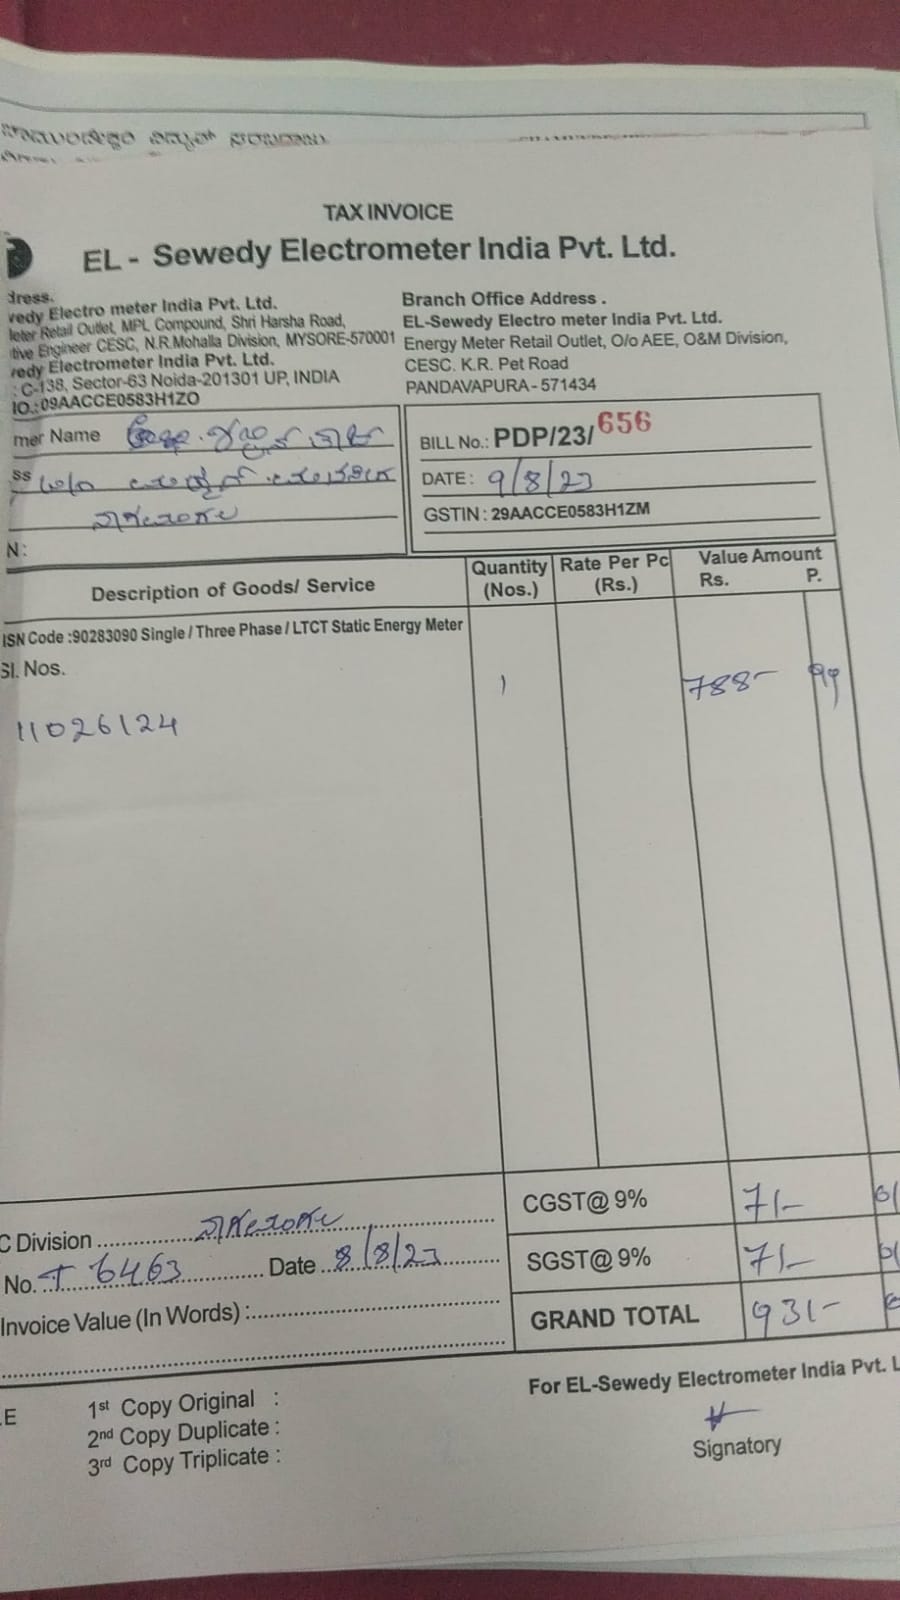 TAX INVOICE
EL - Sewedy Electrometer India Pvt. Ltd.
dress.
wedy Electro meter India Pvt. Ltd.
leter Retail Outlet, MPL Compound, Shri Harsha Road,
tive Engineer CESC, N.R.Mohalla Division, MYSORE-570001
redy Electrometer India Pvt. Ltd.
: C-138, Sector-63 Noida-201301 UP, INDIA
IO.:09AACCE0583H1ZO
Branch Office Address .
EL-Sewedy Electro meter India Pvt. Ltd.
Energy Meter Retail Outlet, O/o AEE, O&M Division,
CESC. K.R. Pet Road
PANDAVAPURA - 571434
mer Name
ss
N:
BILL No.: PDP/23/656
DATE : 9/8/23
GSTIN : 29AACCE0583H1ZM
Description of Goods/ Service Quantity (Nos.) Rate Per Pc (Rs.) Value Amount Rs. P.
ISN Code :90283090 Single / Three Phase / LTCT Static Energy Meter
Sl. Nos.
1 788- 99
11026124
CGST@ 9% 71- 01
C Division
SGST@ 9% 71- 01
No. T 6463 Date 8/8/23
GRAND TOTAL 931-
Invoice Value (In Words) :
For EL-Sewedy Electrometer India Pvt. L
.E
1st Copy Original :
2nd Copy Duplicate :
3rd Copy Triplicate :
Signatory